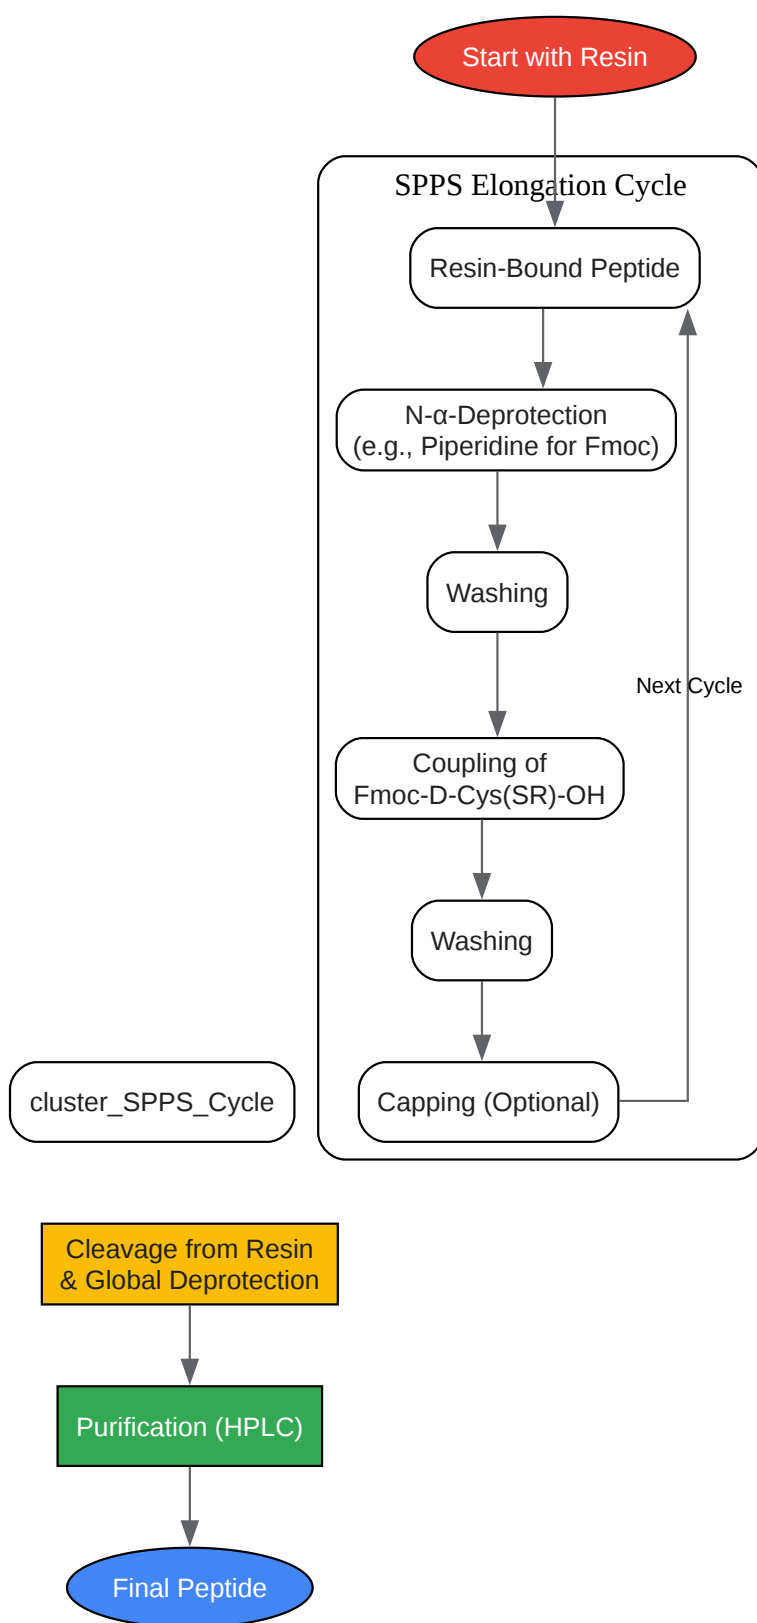 Start with Resin
SPPS Elongation Cycle
Resin-Bound Peptide
N-α-Deprotection
(e.g., Piperidine for Fmoc)
Washing
Next Cycle
Coupling of
Fmoc-D-Cys(SR)-OH
Washing
cluster_SPPS_Cycle
Capping (Optional)
Cleavage from Resin
& Global Deprotection
Purification (HPLC)
Final Peptide